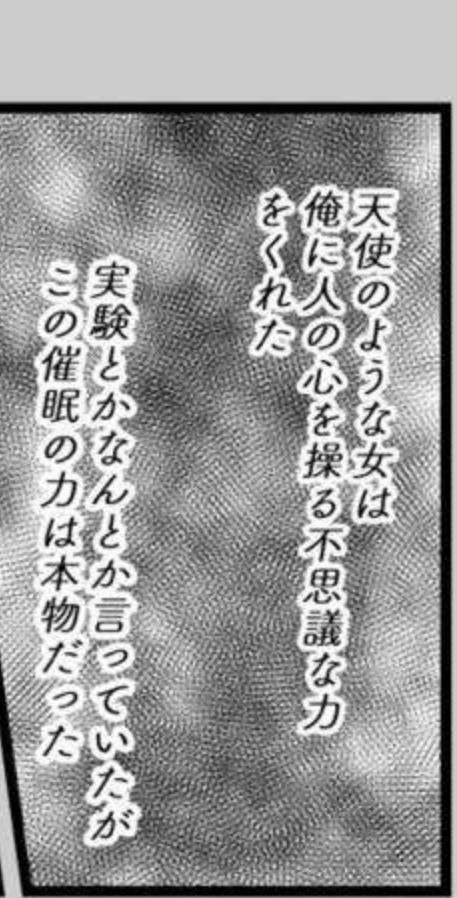 天使のような女は
俺に人の心を操る不思議な力
をくれた
実験とかなんとか言っていたが
この催眠の力は本物だった